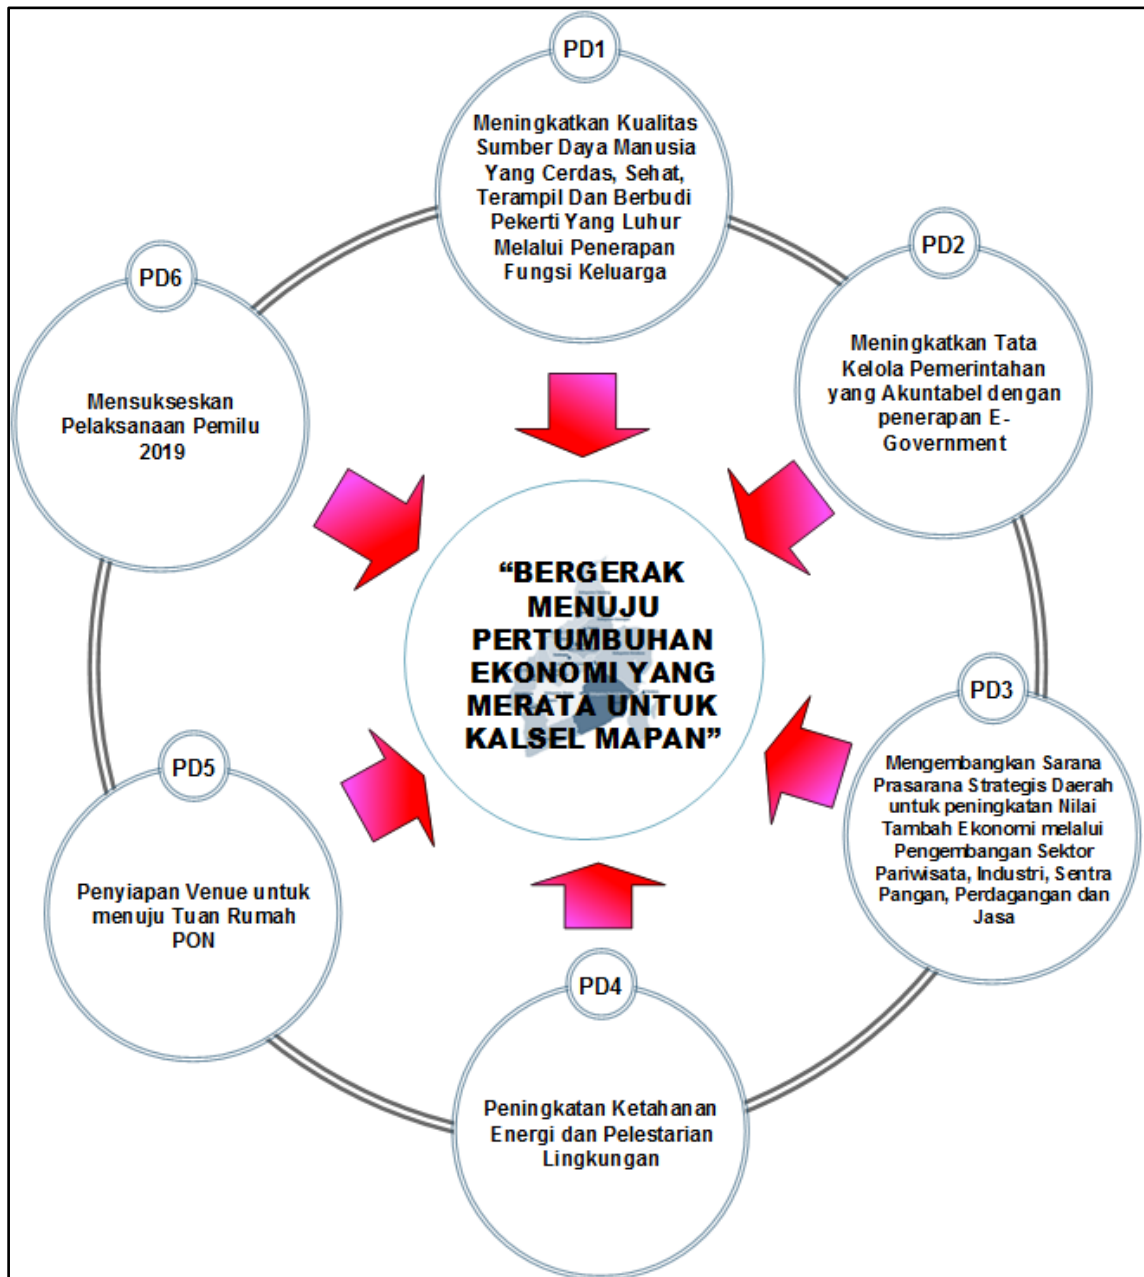 PD1
Meningkatkan Kualitas
Sumber Daya Manusia
Yang Cerdas, Sehat,
Terampil Dan Berbudi
Pekerti Yang Luhur
Melalui Penerapan
Fungsi Keluarga
PD2
Meningkatkan Tata
Kelola Pemerintahan
yang Akuntabel dengan
penerapan E-
Government
PD3
Mengembangkan Sarana
Prasarana Strategis Daerah
untuk peningkatan Nilai
Tambah Ekonomi melalui
Pengembangan Sektor
Pariwisata, Industri, Sentra
Pangan, Perdagangan dan
Jasa
PD4
Peningkatan Ketahanan
Energi dan Pelestarian
Lingkungan
PD5
Penyiapan Venue untuk
menuju Tuan Rumah
PON
PD6
Mensukseskan
Pelaksanaan Pemilu
2019
“BERGERAK
MENUJU
PERTUMBUHAN
EKONOMI YANG
MERATA UNTUK
KALSEL MAPAN”